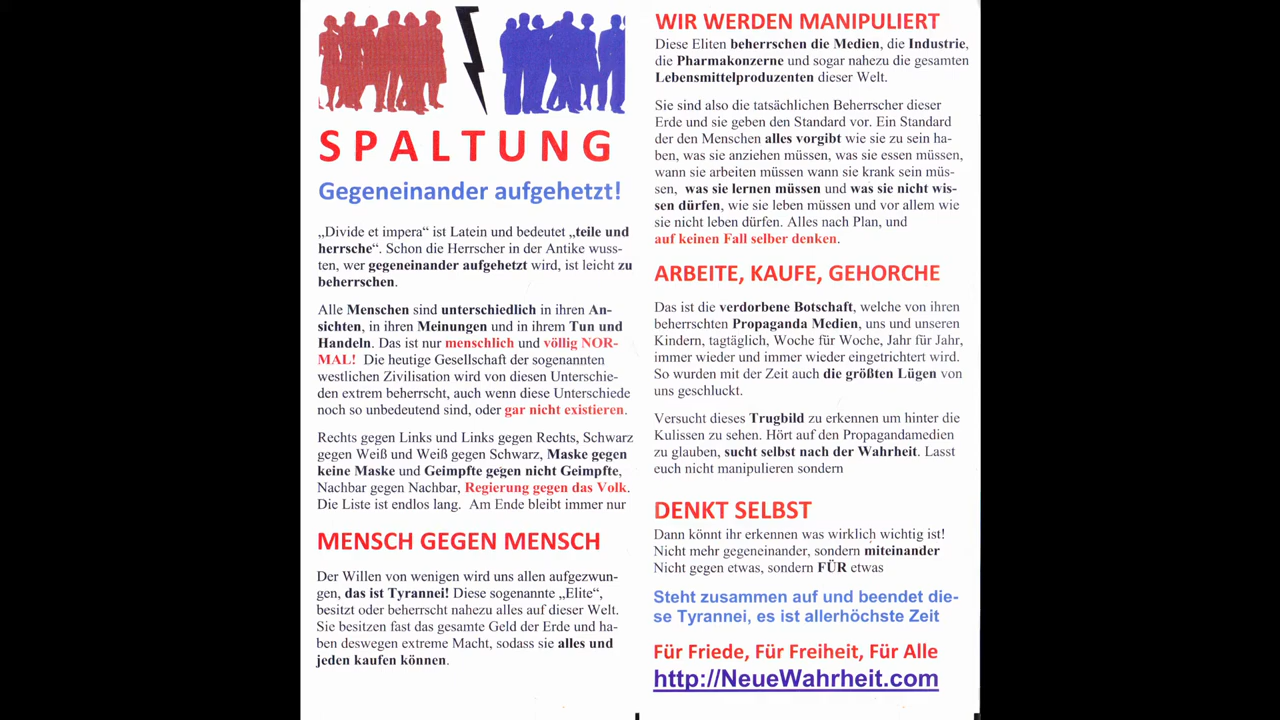 SPALTUNG
Gegeneinander aufgehetzt!
„Divide et impera“ ist Latein und bedeutet „teile und
herrsche“. Schon die Herrscher in der Antike wuss-
ten, wer gegeneinander aufgehetzt wird, ist leicht zu
beherrschen.
Alle Menschen sind unterschiedlich in ihren An-
sichten, in ihren Meinungen und in ihrem Tun und
Handeln. Das ist nur menschlich und völlig NOR-
MAL! Die heutige Gesellschaft der sogenannten
westlichen Zivilisation wird von diesen Unterschie-
den extrem beherrscht, auch wenn diese Unterschiede
noch so unbedeutend sind, oder gar nicht existieren.
Rechts gegen Links und Links gegen Rechts, Schwarz
gegen Weiß und Weiß gegen Schwarz, Maske gegen
keine Maske und Geimpfte gegen nicht Geimpfte,
Nachbar gegen Nachbar, Regierung gegen das Volk.
Die Liste ist endlos lang. Am Ende bleibt immer nur
MENSCH GEGEN MENSCH
Der Willen von wenigen wird uns allen aufgezwun-
gen, das ist Tyrannei! Diese sogenannte „Elite“,
besitzt oder beherrscht nahezu alles auf dieser Welt.
Sie besitzen fast das gesamte Geld der Erde und ha-
ben deswegen extreme Macht, sodass sie alles und
jeden kaufen können.
WIR WERDEN MANIPULIERT
Diese Eliten beherrschen die Medien, die Industrie,
die Pharmakonzerne und sogar nahezu die gesamten
Lebensmittelproduzenten dieser Welt.
Sie sind also die tatsächlichen Beherrscher dieser
Erde und sie geben den Standard vor. Ein Standard
der den Menschen alles vorgibt wie sie zu sein ha-
ben, was sie anziehen müssen, was sie essen müssen,
wann sie arbeiten müssen wann sie krank sein müs-
sen, was sie lernen müssen und was sie nicht wis-
sen dürfen, wie sie leben müssen und vor allem wie
sie nicht leben dürfen. Alles nach Plan, und
auf keinen Fall selber denken.
ARBEITE, KAUFE, GEHORCHE
Das ist die verdorbene Botschaft, welche von ihren
beherrschten Propaganda Medien, uns und unseren
Kindern, tagtäglich, Woche für Woche, Jahr für Jahr,
immer wieder und immer wieder eingetrichtert wird.
So wurden mit der Zeit auch die größten Lügen von
uns geschluckt.
Versucht dieses Trugbild zu erkennen um hinter die
Kulissen zu sehen. Hört auf den Propagandamedien
zu glauben, sucht selbst nach der Wahrheit. Lasst
euch nicht manipulieren sondern
DENKT SELBST
Dann könnt ihr erkennen was wirklich wichtig ist!
Nicht mehr gegeneinander, sondern miteinander
Nicht gegen etwas, sondern FÜR etwas
Steht zusammen auf und beendet die-
se Tyrannei, es ist allerhöchste Zeit
Für Friede, Für Freiheit, Für Alle
http://NeueWahrheit.com